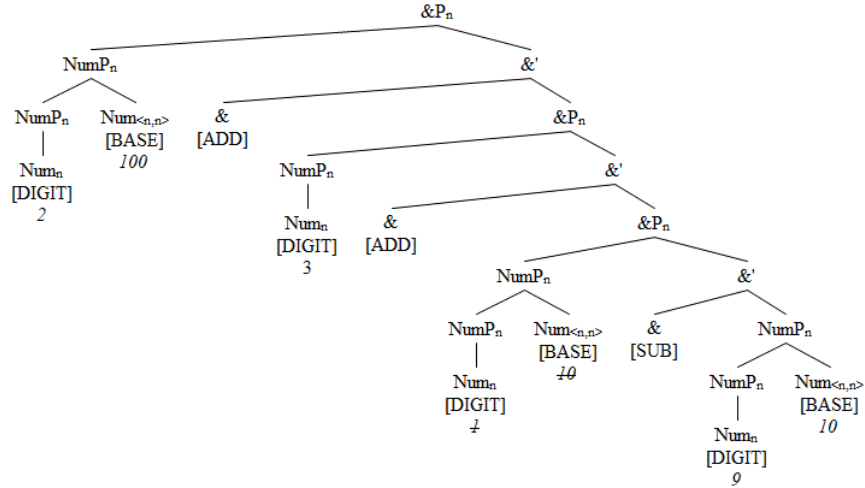 &Pₙ
NumPₙ &'
NumPₙ Num<n,n> & &Pₙ
[BASE] [ADD]
100
Numₙ NumPₙ &'
[DIGIT]
2
Numₙ & &Pₙ
[DIGIT] [ADD]
3
NumPₙ &'
NumPₙ Num<n,n> & NumPₙ
[BASE] [SUB]
10
Numₙ NumPₙ Num<n,n>
[DIGIT] [BASE]
1 10
Numₙ
[DIGIT]
9